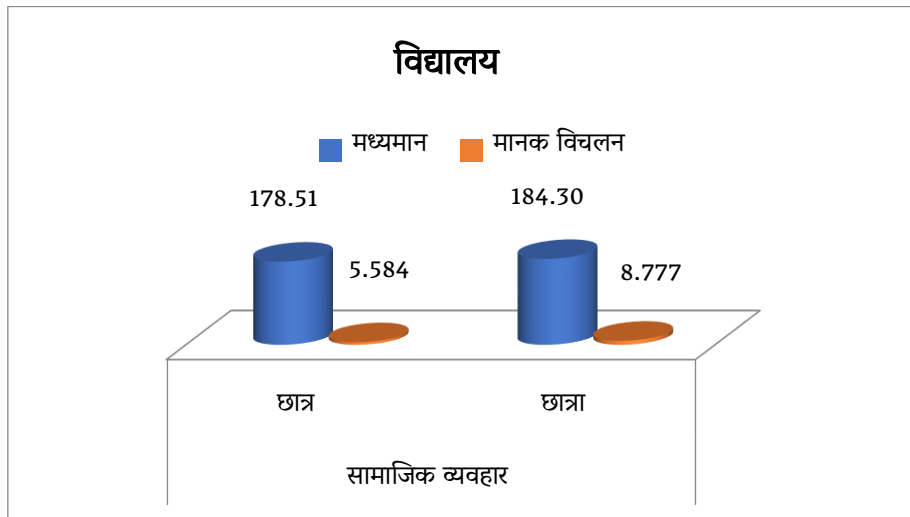 विद्यालय
मध्यमान मानक विचलन
178.51 184.30
5.584 8.777
छात्र छात्रा
सामाजिक व्यवहार